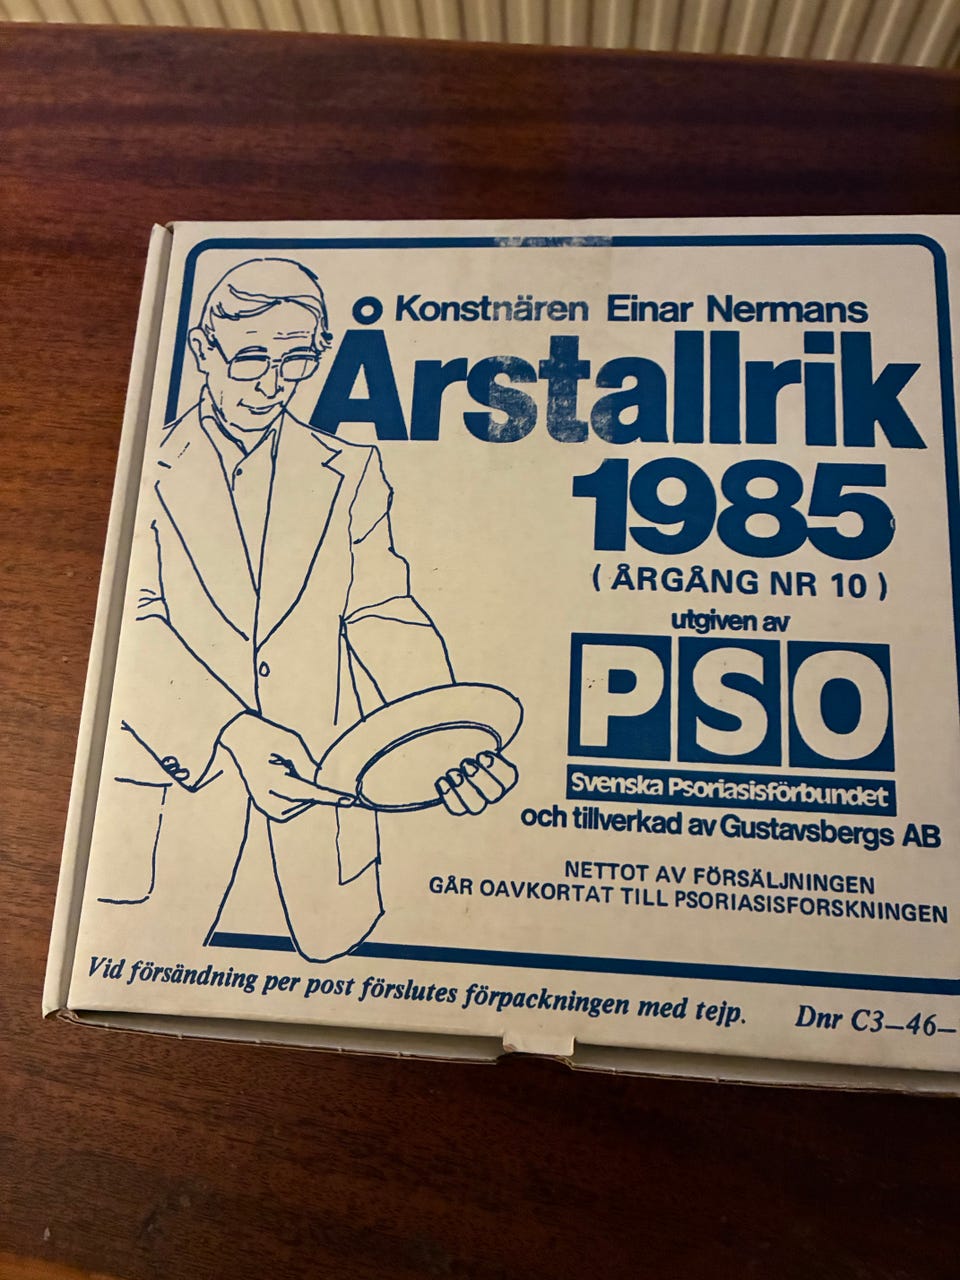 Konstnären Einar Nermans
Årstallrik
1985
( ÅRGÅNG NR 10 )
utgiven av
PSO
Svenska Psoriasisförbundet
och tillverkad av Gustavsbergs AB
NETTOT AV FÖRSÄLJNINGEN
GÅR OAVKORTAT TILL PSORIASISFORSKNINGEN
Vid försändning per post förslutes förpackningen med tejp.
Dnr C3–46–